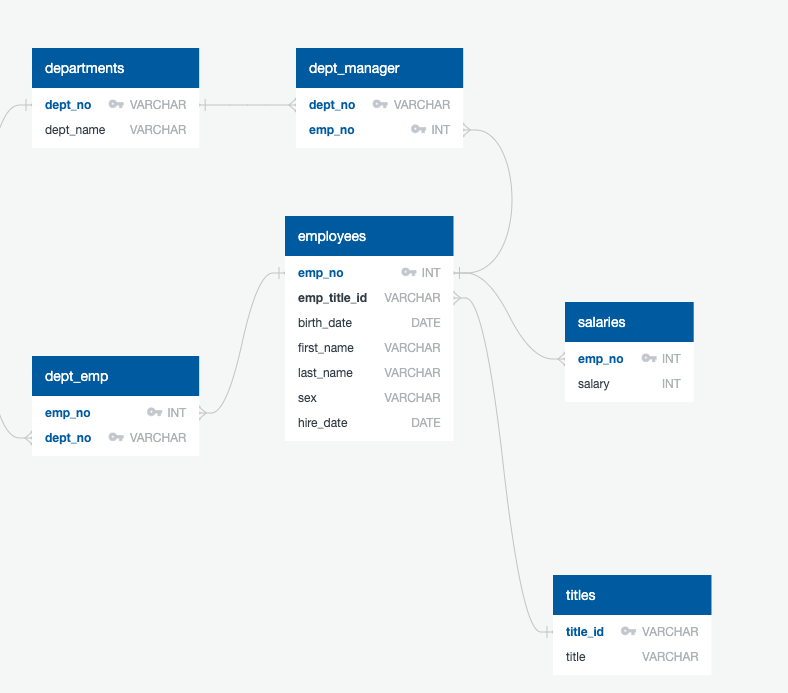 departments
dept_no VARCHAR
dept_name VARCHAR
dept_manager
dept_no VARCHAR
emp_no INT
employees
emp_no INT
emp_title_id VARCHAR
birth_date DATE
first_name VARCHAR
last_name VARCHAR
sex VARCHAR
hire_date DATE
salaries
emp_no INT
salary INT
dept_emp
emp_no INT
dept_no VARCHAR
titles
title_id VARCHAR
title VARCHAR